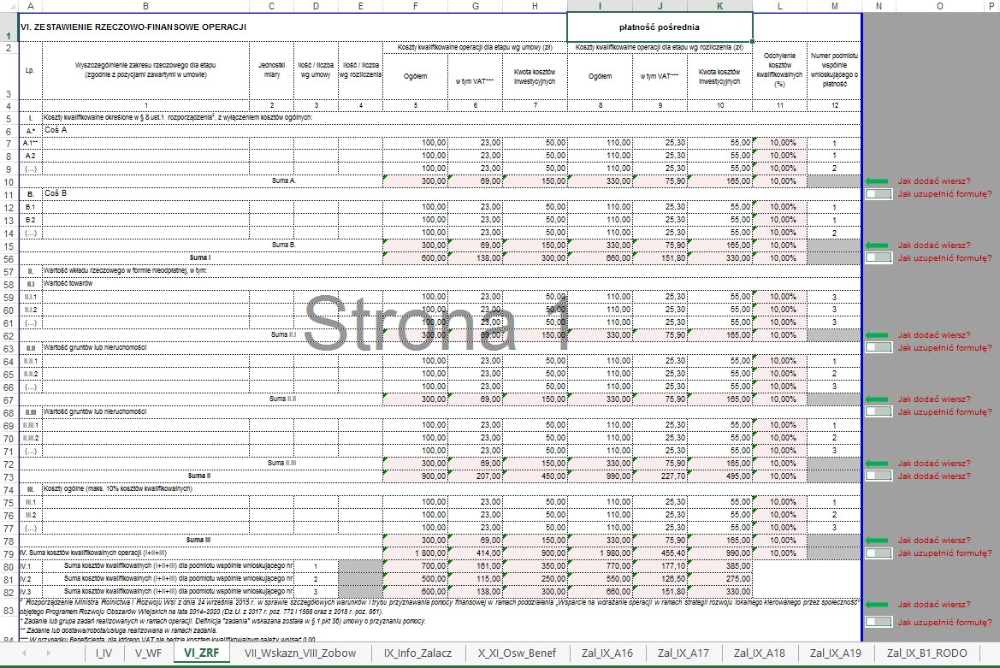 A B C D E F G H I J K L M N O P
1 VI. ZESTAWIENIE RZECZOWO-FINANSOWE OPERACJI płatność pośrednia
2 Koszty kwalifikowalne operacji dla etapu wg umowy (zł) Koszty kwalifikowalne operacji dla etapu wg rozliczenia (zł)
3 Lp. Wyszczególnienie zakresu rzeczowego dla etapu (zgodnie z pozycjami zawartymi w umowie) Jednostki miary ilość / liczba wg umowy ilość / liczba wg rozliczenia Ogółem w tym VAT*** Kwota kosztów inwestycyjnych Ogółem w tym VAT*** Kwota kosztów inwestycyjnych Odchylenie kosztów kwalifikowalnych (%) Numer podmiotu wspólnie wnioskującego o płatność
4 1 2 3 4 5 6 7 8 9 10 11 12
5 I. Koszty kwalifikowalne określone w § 8 ust.1 rozporządzenia¹, z wyłączeniem kosztów ogólnych:
6 A.* Coś A
7 A.1** 100,00 23,00 50,00 110,00 25,30 55,00 10,00% 1
8 A.2 100,00 23,00 50,00 110,00 25,30 55,00 10,00% 1
9 (...) 100,00 23,00 50,00 110,00 25,30 55,00 10,00% 2
10 Suma A. 300,00 69,00 150,00 330,00 75,90 165,00 10,00% Jak dodać wiersz?
11 B. Coś B Jak uzupełnić formułę?
12 B.1 100,00 23,00 50,00 110,00 25,30 55,00 10,00% 1
13 B.2 100,00 23,00 50,00 110,00 25,30 55,00 10,00% 1
14 (...) 100,00 23,00 50,00 110,00 25,30 55,00 10,00% 2
15 Suma B. 300,00 69,00 150,00 330,00 75,90 165,00 10,00% Jak dodać wiersz?
56 Suma I 600,00 138,00 300,00 660,00 151,80 330,00 10,00% Jak uzupełnić formułę?
57 II. Wartość wkładu rzeczowego w formie nieodpłatnej, w tym:
58 II.I Wartość towarów
59 II.I.1 100,00 23,00 50,00 110,00 25,30 55,00 10,00% 3
60 II.I.2 100,00 23,00 50,00 110,00 25,30 55,00 10,00% 3
61 (...) 100,00 23,00 50,00 110,00 25,30 55,00 10,00% 3
Strona 1
62 Suma II.I 300,00 69,00 150,00 330,00 75,90 165,00 10,00% Jak dodać wiersz?
63 II.II Wartość gruntów lub nieruchomości Jak uzupełnić formułę?
64 II.II.1 100,00 23,00 50,00 110,00 25,30 55,00 10,00% 1
65 II.II.2 100,00 23,00 50,00 110,00 25,30 55,00 10,00% 2
66 (...) 100,00 23,00 50,00 110,00 25,30 55,00 10,00% 3
67 Suma II.II 300,00 69,00 150,00 330,00 75,90 165,00 10,00% Jak dodać wiersz?
68 II.III Wartość gruntów lub nieruchomości Jak uzupełnić formułę?
69 II.III.1 100,00 23,00 50,00 110,00 25,30 55,00 10,00% 1
70 II.III.2 100,00 23,00 50,00 110,00 25,30 55,00 10,00% 2
71 (...) 100,00 23,00 50,00 110,00 25,30 55,00 10,00% 3
72 Suma II.III 300,00 69,00 150,00 330,00 75,90 165,00 10,00% Jak dodać wiersz?
73 Suma II 900,00 207,00 450,00 990,00 227,70 495,00 10,00% Jak dodać wiersz?
74 III. Koszty ogólne (maks. 10% kosztów kwalifikowalnych)
75 III.1 100,00 23,00 50,00 110,00 25,30 55,00 10,00% 1
76 III.2 100,00 23,00 50,00 110,00 25,30 55,00 10,00% 2
77 (...) 100,00 23,00 50,00 110,00 25,30 55,00 10,00% 3
78 Suma III 300,00 69,00 150,00 330,00 75,90 165,00 10,00% Jak dodać wiersz?
79 IV. Suma kosztów kwalifikowalnych operacji (I+II+III) 1 800,00 414,00 900,00 1 980,00 455,40 990,00 10,00% Jak uzupełnić formułę?
80 IV.1 Suma kosztów kwalifikowalnych (I+II+III) dla podmiotu wspólnie wnioskującego nr 1 700,00 161,00 350,00 770,00 177,10 385,00
81 IV.2 Suma kosztów kwalifikowalnych (I+II+III) dla podmiotu wspólnie wnioskującego nr 2 500,00 115,00 250,00 550,00 126,50 275,00
82 IV.3 Suma kosztów kwalifikowalnych (I+II+III) dla podmiotu wspólnie wnioskującego nr 3 600,00 138,00 300,00 660,00 151,80 330,00
¹ Rozporządzenie Ministra Rolnictwa i Rozwoju Wsi z dnia 24 września 2015 r. w sprawie szczegółowych warunków i trybu przyznawania pomocy finansowej w ramach poddziałania „Wsparcie na wdrażanie operacji w ramach strategii rozwoju lokalnego kierowanego przez społeczność" Jak dodać wiersz?
83 objętego Programem Rozwoju Obszarów Wiejskich na lata 2014–2020 (Dz.U. z 2017 r. poz. 772 i 1588 oraz z 2018 r. poz. 861).
* Zadanie lub grupa zadań realizowanych w ramach operacji. Definicja "zadania" wskazana została w § 1 pkt 36) umowy o przyznaniu pomocy. Jak uzupełnić formułę?
** Zadanie lub dostawa/robota/usługa realizowana w ramach zadania.
84 *** W przypadku Beneficjenta, dla którego VAT nie będzie kosztem kwalifikowalnym należy wpisać 0,00
I_IV V_WF VI_ZRF VII_Wskazn_VIII_Zobow IX_Info_Zalacz X_XI_Osw_Benef Zal_IX_A16 Zal_IX_A17 Zal_IX_A18 Zal_IX_A19 Zal_IX_B1_RODO